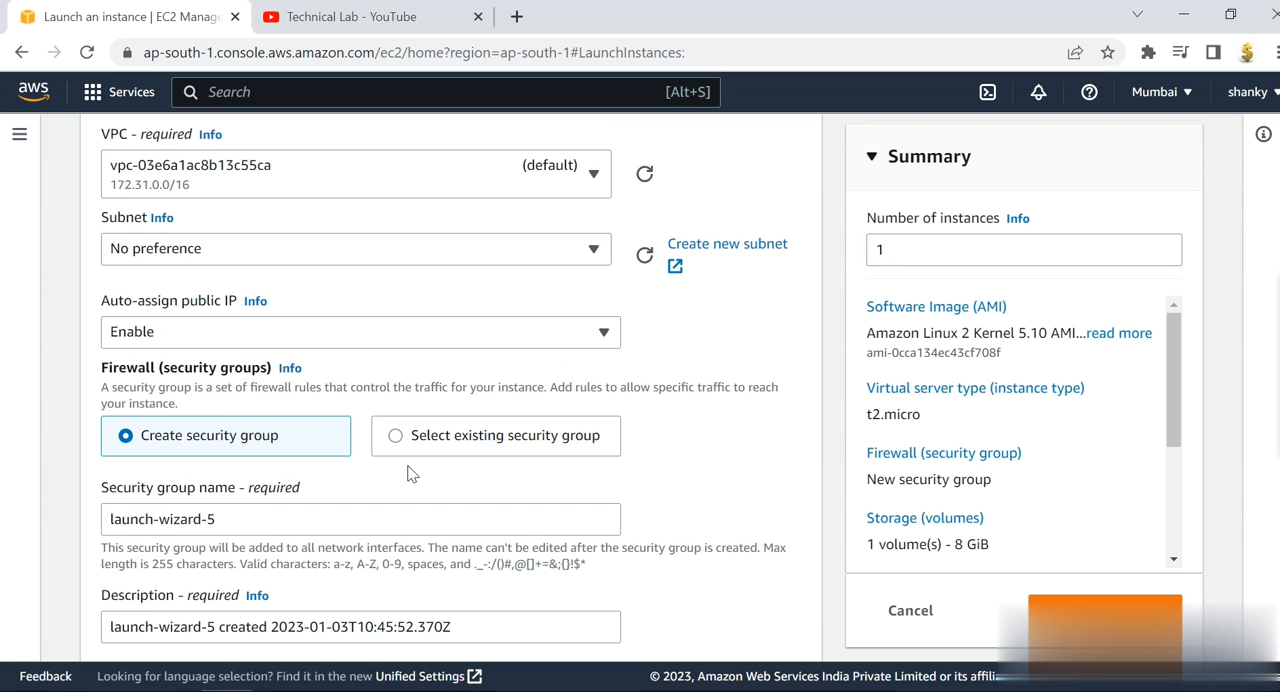 Launch an instance | EC2 Manage
Technical Lab - YouTube
ap-south-1.console.aws.amazon.com/ec2/home?region=ap-south-1#LaunchInstances:
aws
Services
Search
[Alt+S]
Mumbai
shanky
VPC - required Info
vpc-03e6a1ac8b13c55ca
(default)
172.31.0.0/16
Subnet Info
No preference
Create new subnet
Auto-assign public IP Info
Enable
Firewall (security groups) Info
A security group is a set of firewall rules that control the traffic for your instance. Add rules to allow specific traffic to reach
your instance.
Create security group
Select existing security group
Security group name - required
launch-wizard-5
This security group will be added to all network interfaces. The name can't be edited after the security group is created. Max
length is 255 characters. Valid characters: a-z, A-Z, 0-9, spaces, and ._-:/()#,@[]+=&;{}!$*
Description - required Info
launch-wizard-5 created 2023-01-03T10:45:52.370Z
Summary
Number of instances Info
1
Software Image (AMI)
Amazon Linux 2 Kernel 5.10 AMI...read more
ami-0cca134ec43cf708f
Virtual server type (instance type)
t2.micro
Firewall (security group)
New security group
Storage (volumes)
1 volume(s) - 8 GiB
Cancel
Feedback
Looking for language selection? Find it in the new Unified Settings
© 2023, Amazon Web Services India Private Limited or its